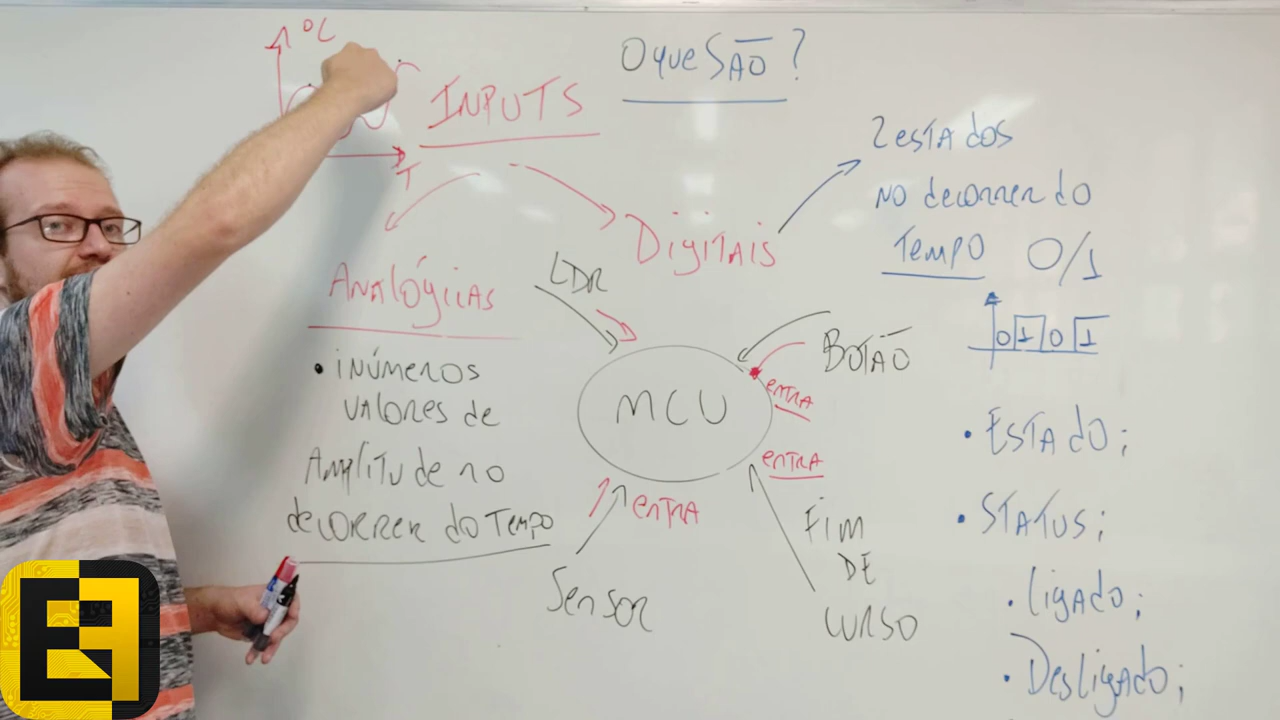 O que SÃO ?
°C
INPUTS
T
2 ESTAdos
NO decorrer do
TEMPO 0/1
DigiTAIS
ANALÓGICAS
LDR
0 1 0 1
BOTÃO
• iNÚMEROS
VALORES de
AMPLITUDE NO
decORRER do TEMPO
MCU
eNTRA
eNTRA
eNTRA
• ESTAdO;
• STATUS;
FIM
DE
CURSO
Sensor
• ligAdo;
• DesligAdo;
EF